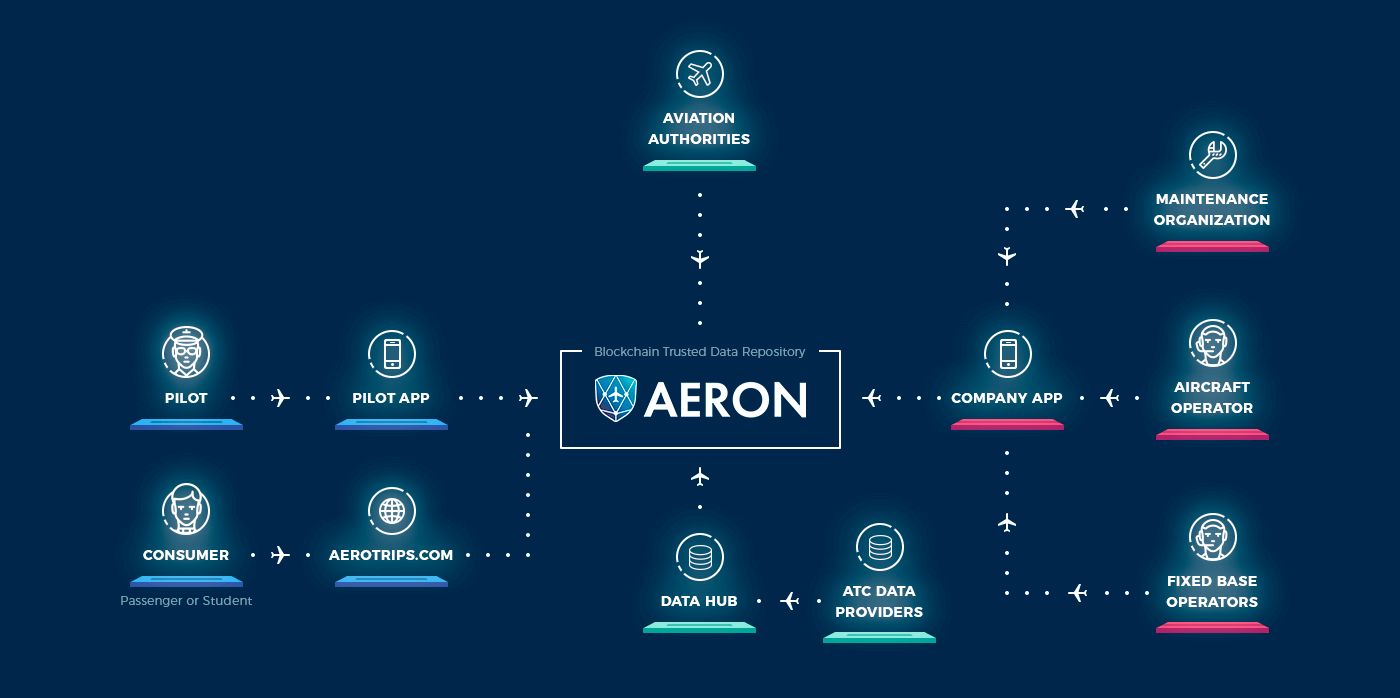 AVIATION
AUTHORITIES
MAINTENANCE
ORGANIZATION
Blockchain Trusted Data Repository
AERON
PILOT
PILOT APP
COMPANY APP
AIRCRAFT
OPERATOR
CONSUMER
Passenger or Student
AEROTRIPS.COM
DATA HUB
ATC DATA
PROVIDERS
FIXED BASE
OPERATORS